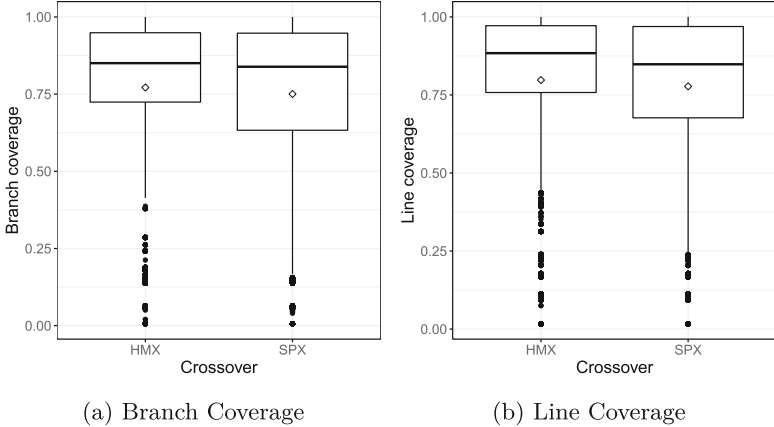 Branch coverage
1.00
0.75
0.50
0.25
0.00
HMX
SPX
Crossover
(a) Branch Coverage
Line coverage
1.00
0.75
0.50
0.25
0.00
HMX
SPX
Crossover
(b) Line Coverage